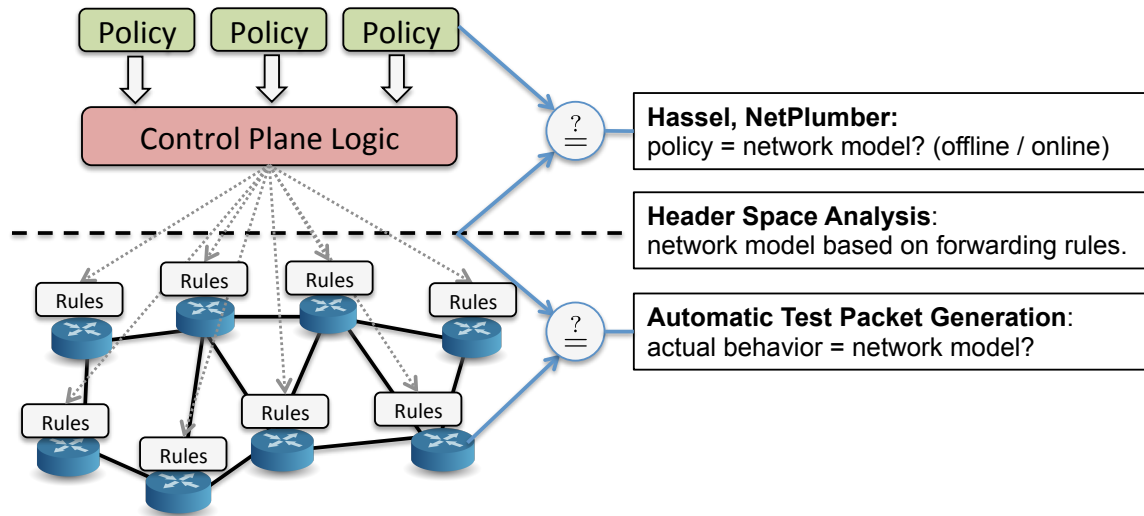 Policy
Policy
Policy
Control Plane Logic
?
=
Hassel, NetPlumber:
policy = network model? (offline / online)
Header Space Analysis:
network model based on forwarding rules.
Rules
Rules
Rules
Rules
?
=
Automatic Test Packet Generation:
actual behavior = network model?
Rules
Rules
Rules
Rules